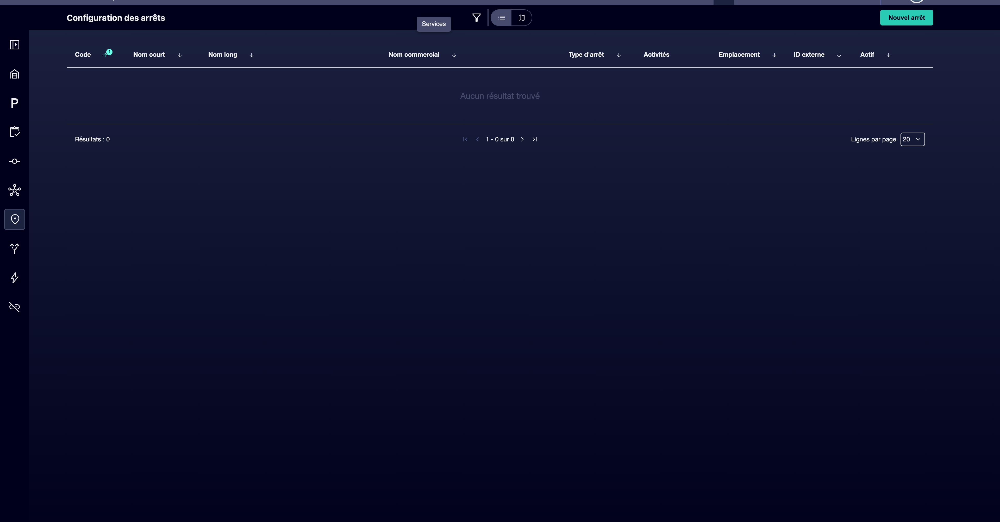 Configuration des arrêts
Services
Nouvel arrêt
Code 1 Nom court Nom long Nom commercial Type d'arrêt Activités Emplacement ID externe Actif
Aucun résultat trouvé
Résultats : 0 1 - 0 sur 0 Lignes par page 20
P